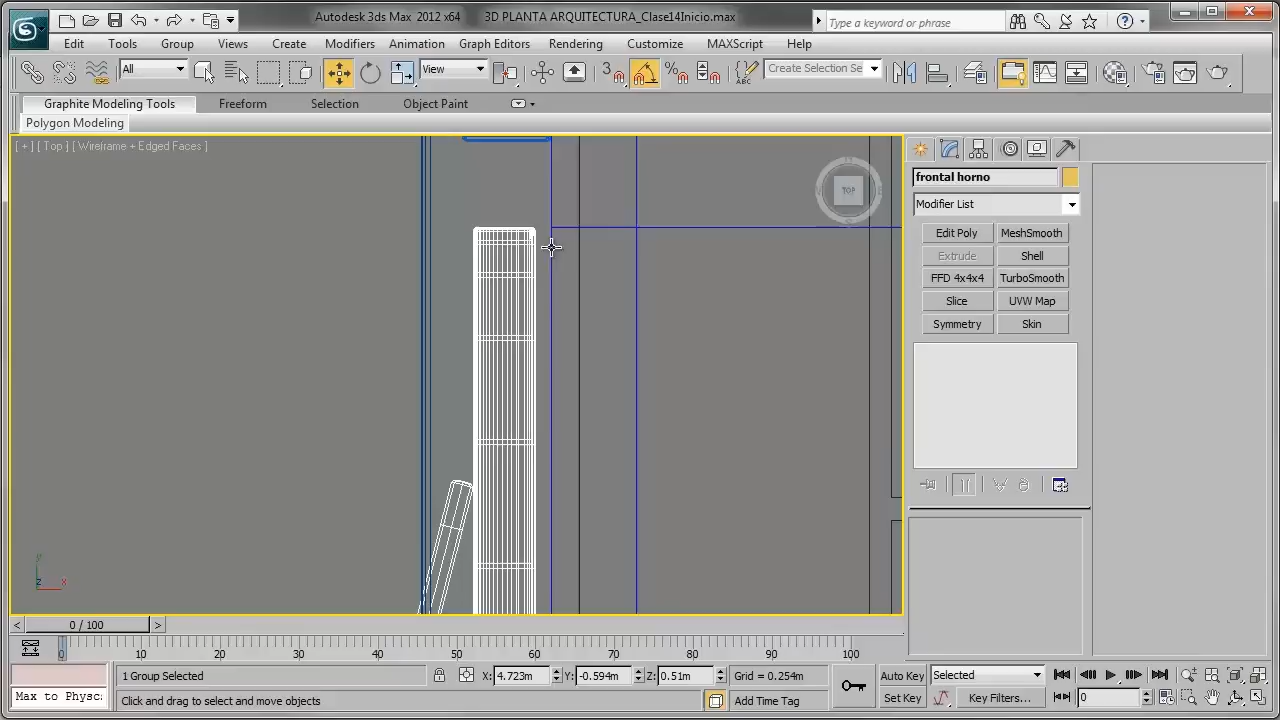 Autodesk 3ds Max 2012 x64 3D PLANTA ARQUITECTURA_Clase14Inicio.max Type a keyword or phrase
Edit Tools Group Views Create Modifiers Animation Graph Editors Rendering Customize MAXScript Help
All View 3 ABC Create Selection Se
Graphite Modeling Tools Freeform Selection Object Paint
Polygon Modeling
[ + ] [ Top ] [ Wireframe + Edged Faces ]
TOP
frontal horno
Modifier List
Edit Poly MeshSmooth
Extrude Shell
FFD 4x4x4 TurboSmooth
Slice UVW Map
Symmetry Skin
y
z x
< 0 / 100 >
0 10 20 30 40 50 60 70 80 90 100
1 Group Selected X: 4.723m Y: -0.594m Z: 0.51m Grid = 0.254m Auto Key Selected
Max to Physc: Click and drag to select and move objects Add Time Tag Set Key Key Filters... 0